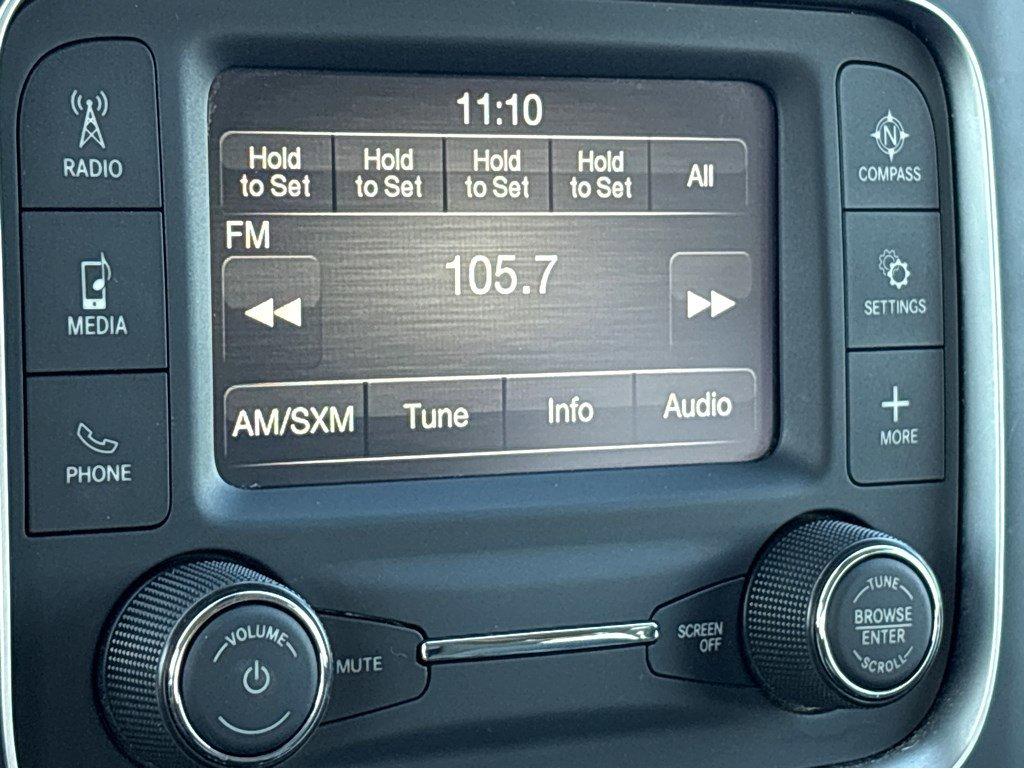 11:10
Hold to Set
Hold to Set
Hold to Set
Hold to Set
All
FM
105.7
AM/SXM
Tune
Info
Audio
RADIO
MEDIA
PHONE
N
COMPASS
SETTINGS
MORE
VOLUME
MUTE
SCREEN
OFF
TUNE
BROWSE
ENTER
SCROLL